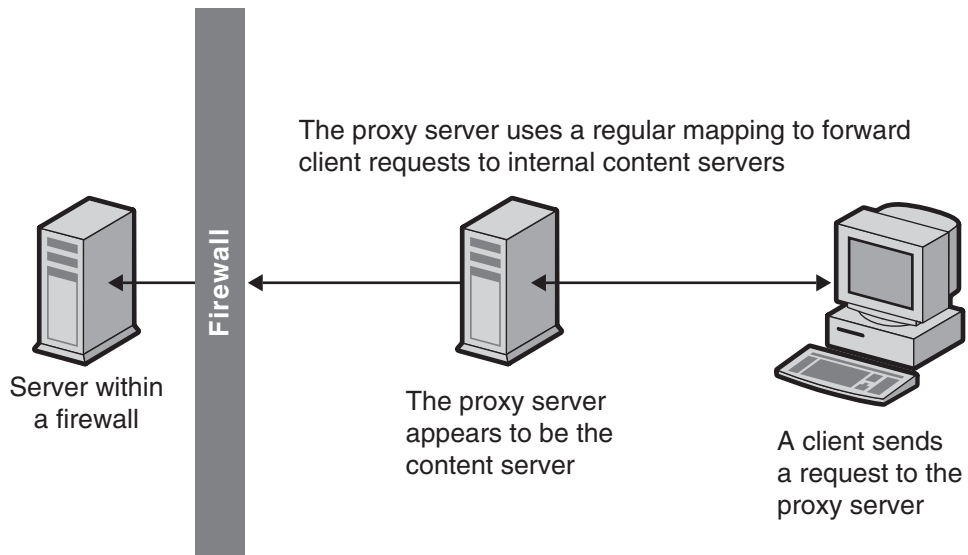 The proxy server uses a regular mapping to forward
client requests to internal content servers
Firewall
Server within
a firewall
The proxy server
appears to be the
content server
A client sends
a request to the
proxy server